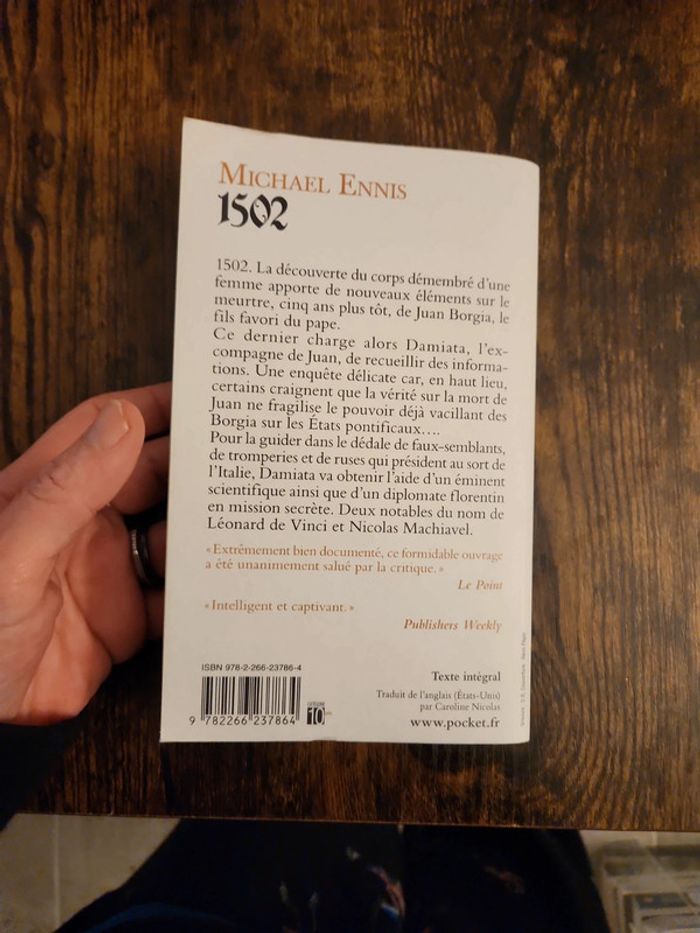 MICHAEL ENNIS
1502
1502. La découverte du corps démembré d'une
femme apporte de nouveaux éléments sur le
meurtre, cinq ans plus tôt, de Juan Borgia, le
fils favori du pape.
Ce dernier charge alors Damiata, l'ex-
compagne de Juan, de recueillir des informa-
tions. Une enquête délicate car, en haut lieu,
certains craignent que la vérité sur la mort de
Juan ne fragilise le pouvoir déjà vacillant des
Borgia sur les États pontificaux….
Pour la guider dans le dédale de faux-semblants,
de tromperies et de ruses qui président au sort de
l'Italie, Damiata va obtenir l'aide d'un éminent
scientifique ainsi que d'un diplomate florentin
en mission secrète. Deux notables du nom de
Léonard de Vinci et Nicolas Machiavel.
« Extrêmement bien documenté, ce formidable ouvrage
a été unanimement salué par la critique. »
Le Point
« Intelligent et captivant. »
Publishers Weekly
ISBN 978-2-266-23786-4
9 782266 237864
10
Texte intégral
Traduit de l'anglais (États-Unis)
par Caroline Nicolas
www.pocket.fr